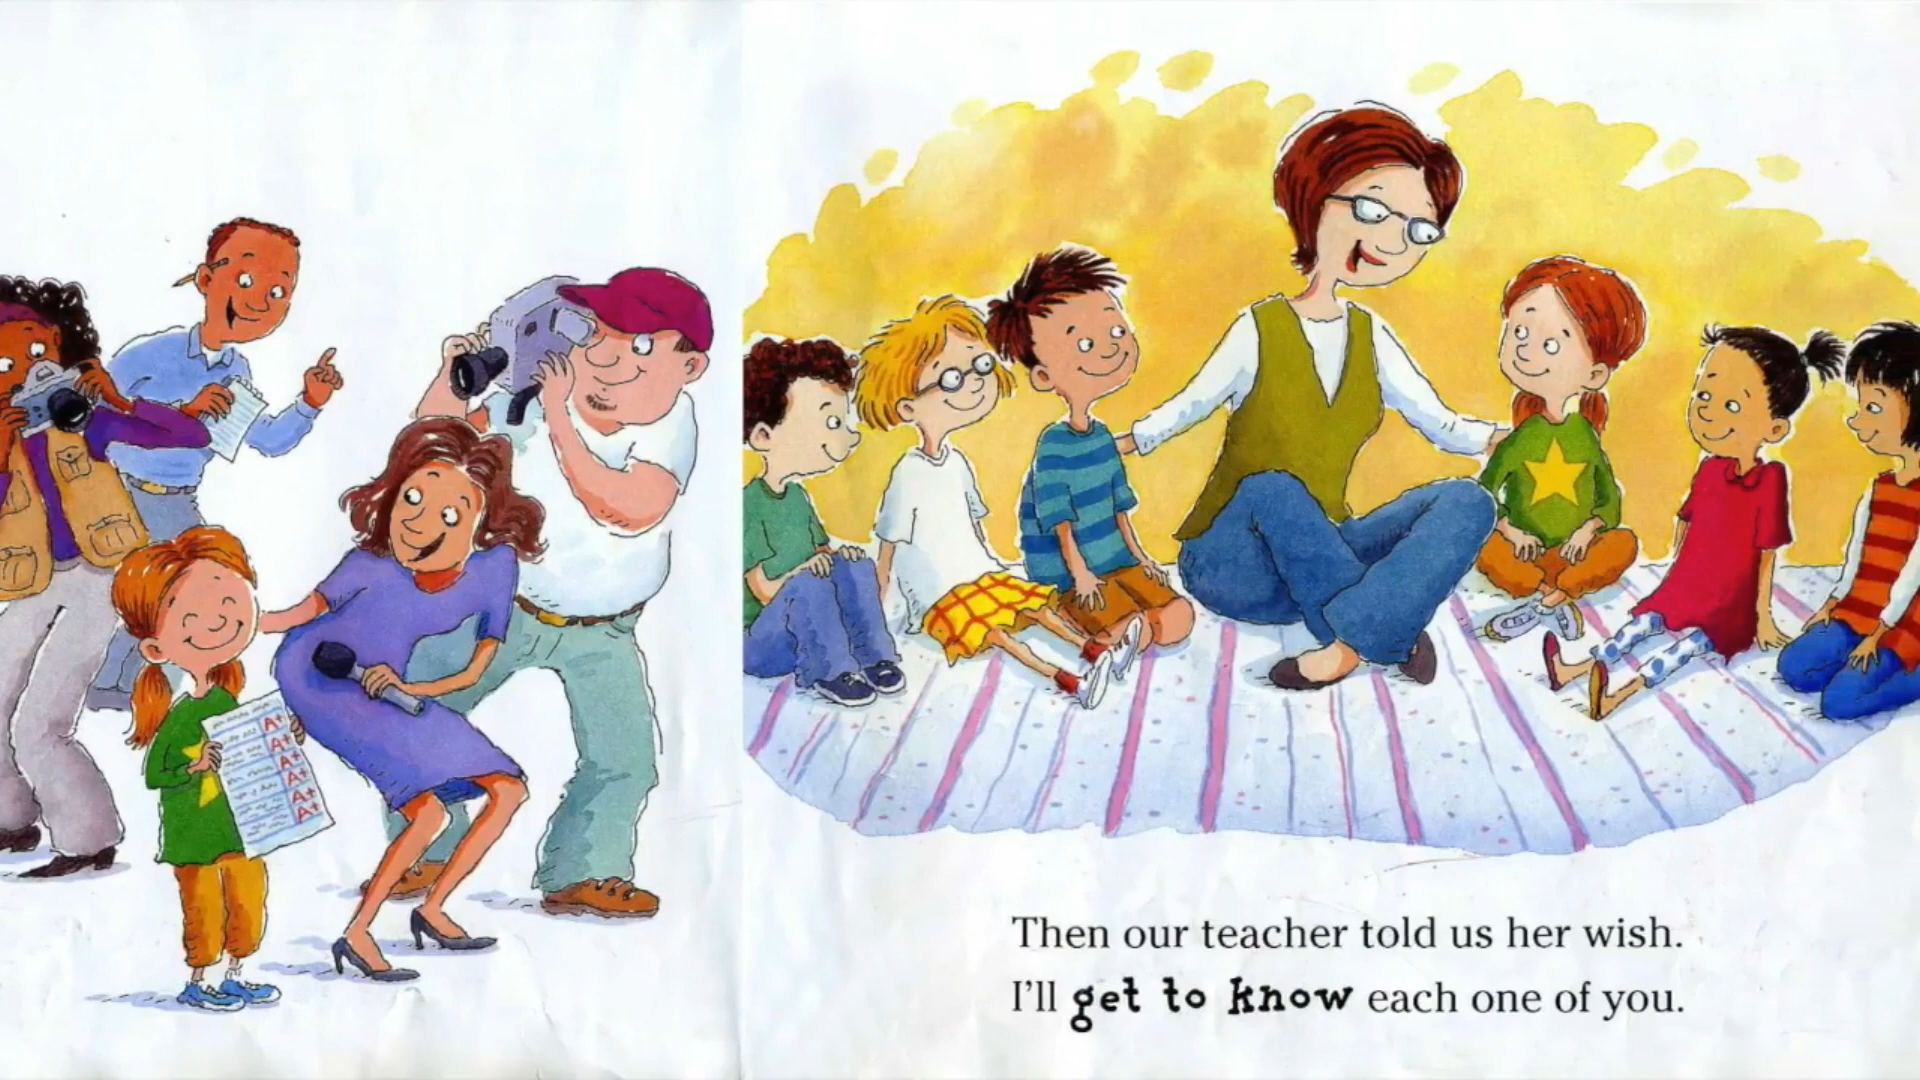 A+
A+
A+
A+
A+
A+
Then our teacher told us her wish.
I'll get to know each one of you.